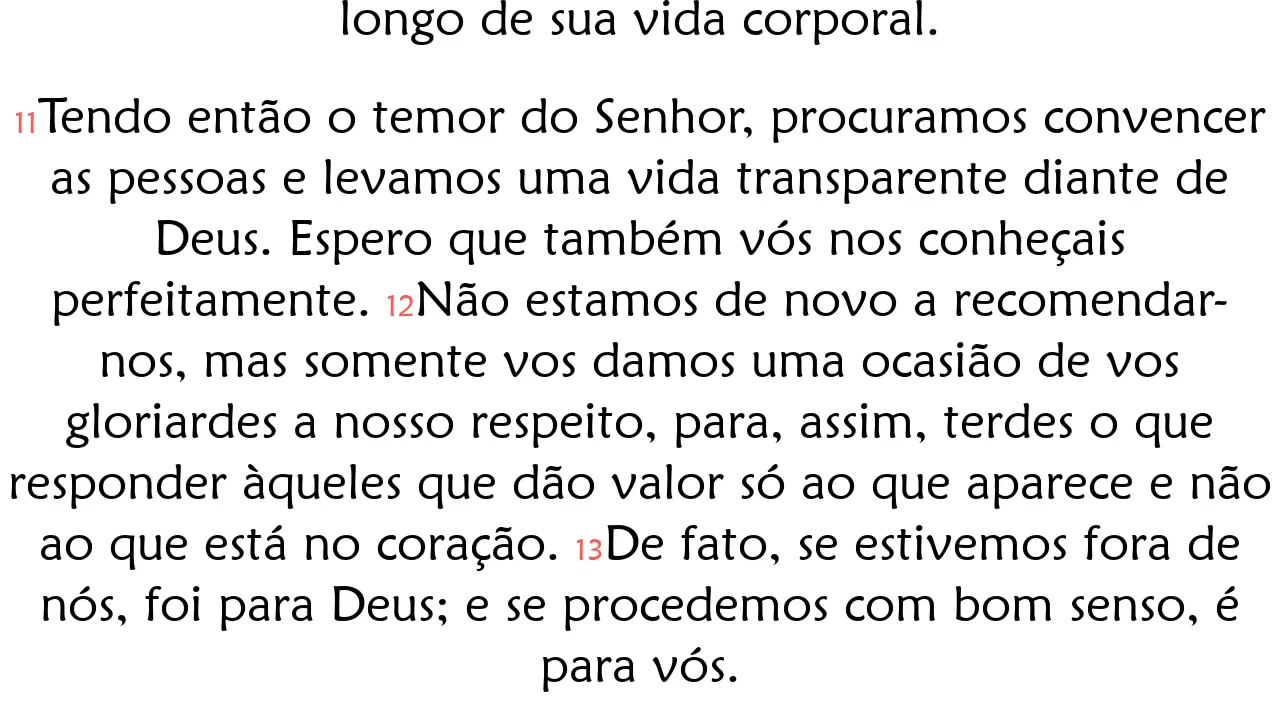 longo de sua vida corporal.
11Tendo então o temor do Senhor, procuramos convencer
as pessoas e levamos uma vida transparente diante de
Deus. Espero que também vós nos conheçais
perfeitamente. 12Não estamos de novo a recomendar-
nos, mas somente vos damos uma ocasião de vos
gloriardes a nosso respeito, para, assim, terdes o que
responder àqueles que dão valor só ao que aparece e não
ao que está no coração. 13De fato, se estivemos fora de
nós, foi para Deus; e se procedemos com bom senso, é
para vós.